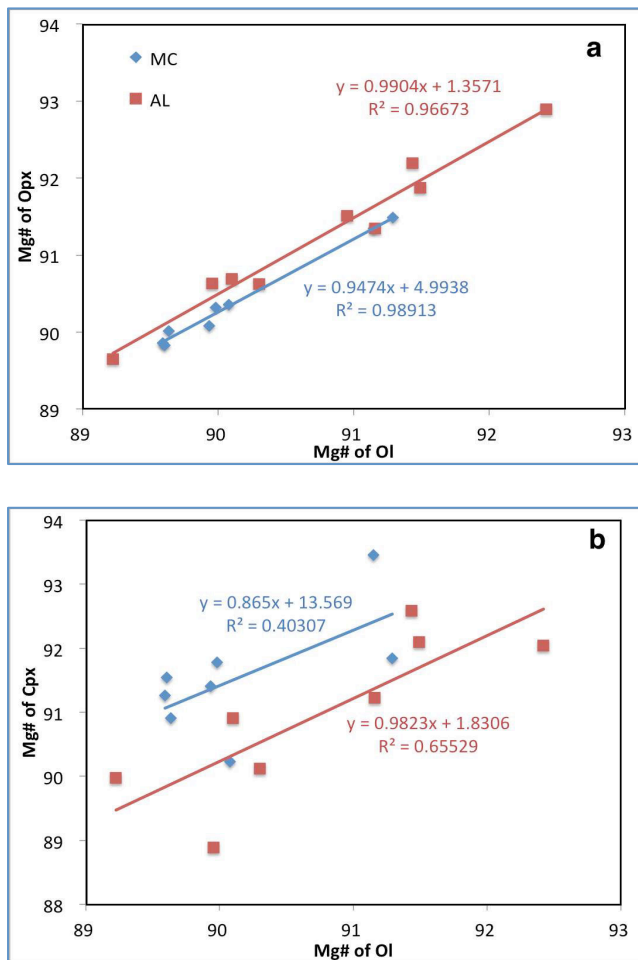 a
94
93
92
91
90
89
Mg# of Opx
MC
AL
y = 0.9904x + 1.3571
R² = 0.96673
y = 0.9474x + 4.9938
R² = 0.98913
89 90 91 92 93
Mg# of Ol
b
94
93
92
91
90
89
88
Mg# of Cpx
y = 0.865x + 13.569
R² = 0.40307
y = 0.9823x + 1.8306
R² = 0.65529
89 90 91 92 93
Mg# of Ol